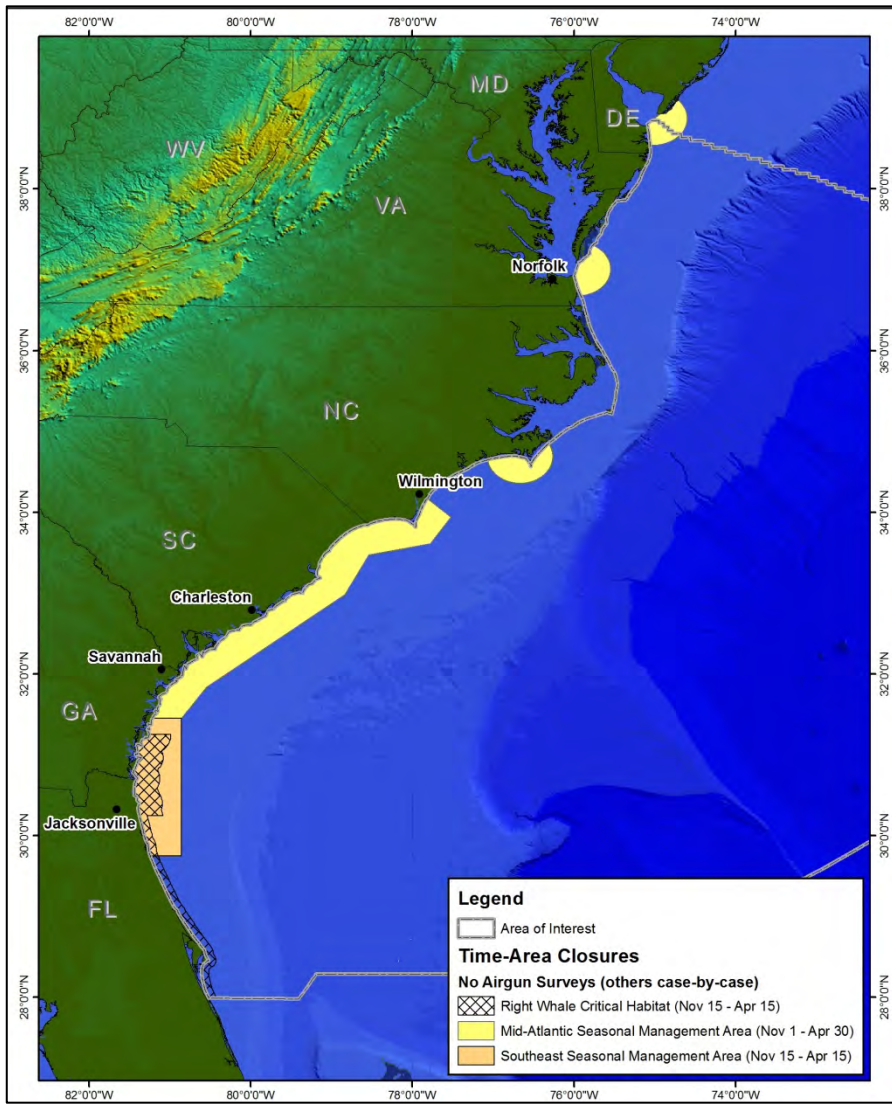 82°0'0"W 80°0'0"W 78°0'0"W 76°0'0"W 74°0'0"W
MD
DE
WV
38°0'0"N 38°0'0"N
VA
Norfolk
36°0'0"N 36°0'0"N
NC
Wilmington
34°0'0"N 34°0'0"N
SC
Charleston
Savannah
32°0'0"N 32°0'0"N
GA
Jacksonville
30°0'0"N 30°0'0"N
FL
Legend
Area of Interest
Time-Area Closures
No Airgun Surveys (others case-by-case)
Right Whale Critical Habitat (Nov 15 - Apr 15)
Mid-Atlantic Seasonal Management Area (Nov 1 - Apr 30)
Southeast Seasonal Management Area (Nov 15 - Apr 15)
28°0'0"N 28°0'0"N
82°0'0"W 80°0'0"W 78°0'0"W 76°0'0"W 74°0'0"W